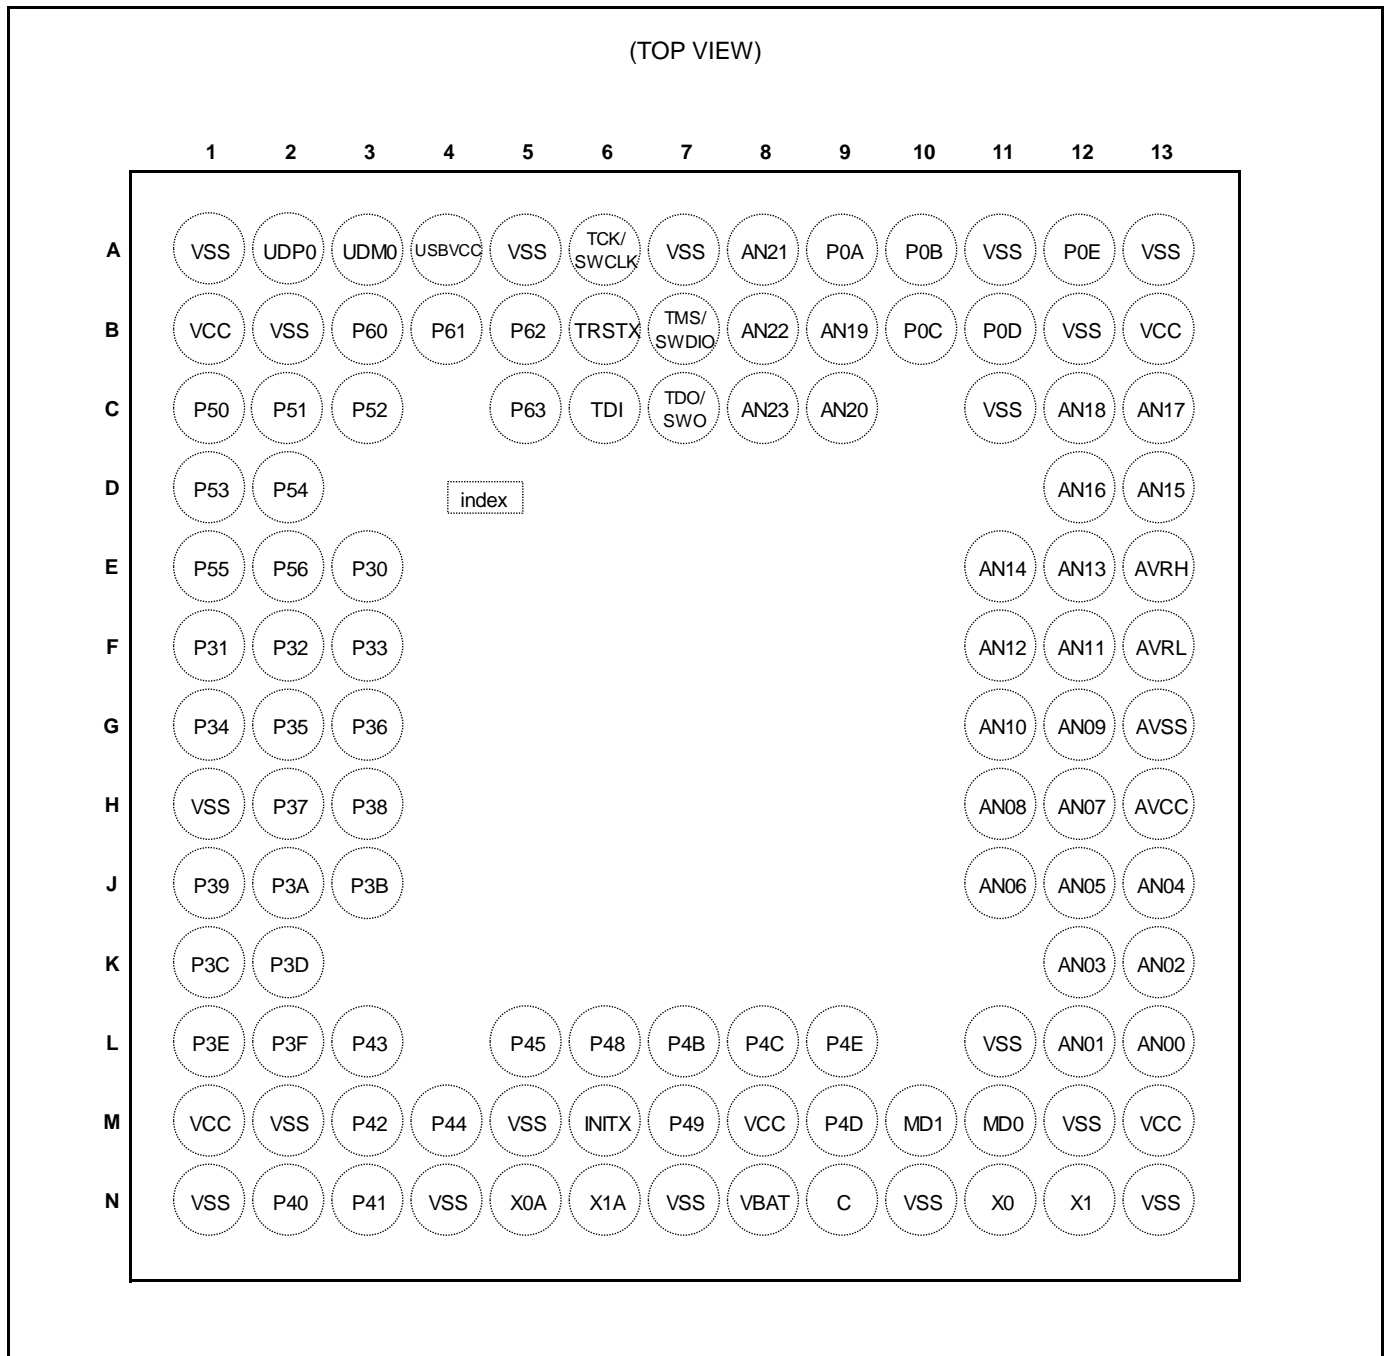 (TOP VIEW)
1 2 3 4 5 6 7 8 9 10 11 12 13
A VSS UDP0 UDM0 USBVCC VSS TCK/ SWCLK VSS AN21 P0A P0B VSS P0E VSS
B VCC VSS P60 P61 P62 TRSTX TMS/ SWDIO AN22 AN19 P0C P0D VSS VCC
C P50 P51 P52 P63 TDI TDO/ SWO AN23 AN20 VSS AN18 AN17
D P53 P54 index AN16 AN15
E P55 P56 P30 AN14 AN13 AVRH
F P31 P32 P33 AN12 AN11 AVRL
G P34 P35 P36 AN10 AN09 AVSS
H VSS P37 P38 AN08 AN07 AVCC
J P39 P3A P3B AN06 AN05 AN04
K P3C P3D AN03 AN02
L P3E P3F P43 P45 P48 P4B P4C P4E VSS AN01 AN00
M VCC VSS P42 P44 VSS INITX P49 VCC P4D MD1 MD0 VSS VCC
N VSS P40 P41 VSS X0A X1A VSS VBAT C VSS X0 X1 VSS